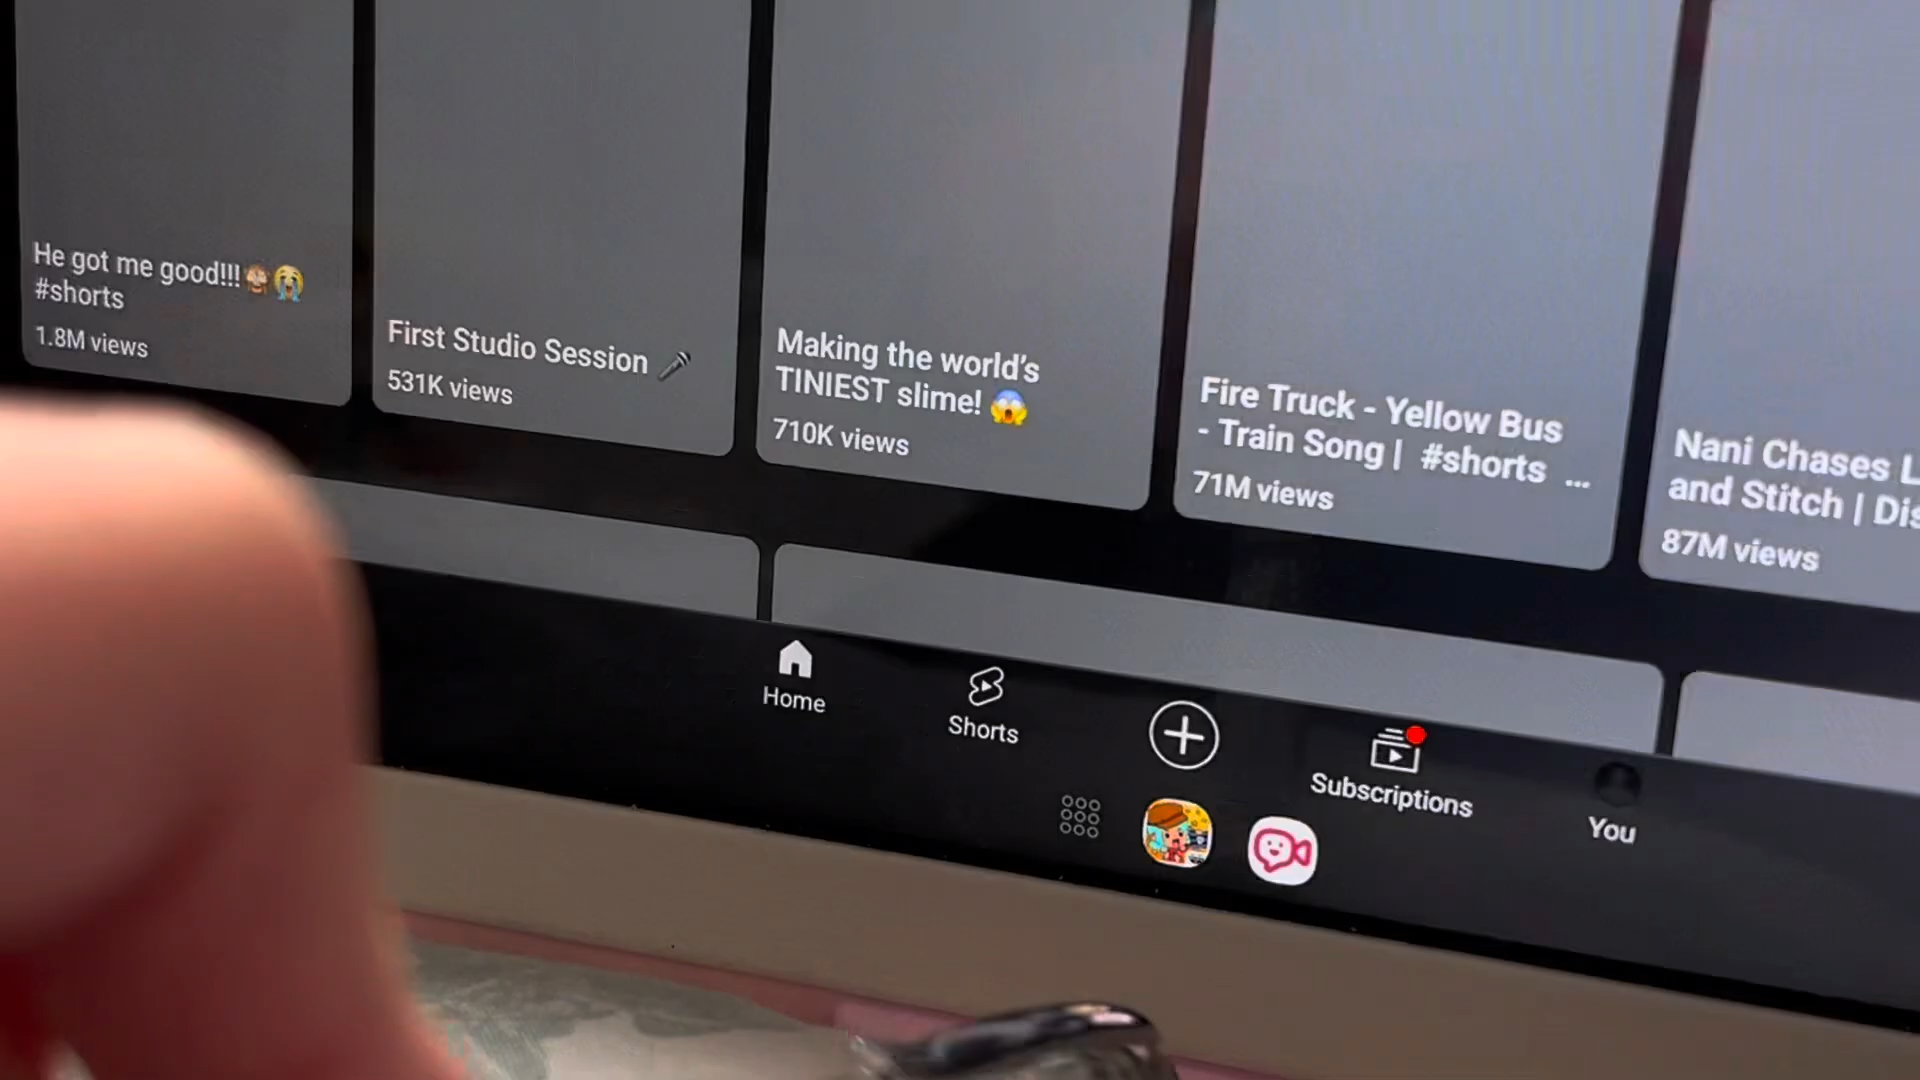 He got me good!!!🙈😭
#shorts
1.8M views
First Studio Session 🎤
531K views
Making the world's
TINIEST slime! 😱
710K views
Fire Truck - Yellow Bus
- Train Song | #shorts ...
71M views
Nani Chases L
and Stitch | Dis
87M views
Home
Shorts
Subscriptions
You